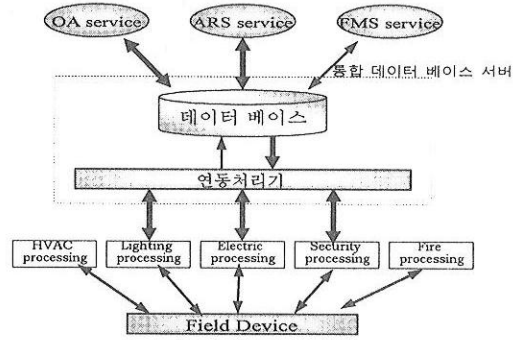 OA service
ARS service
FMS service
통합 데이터 베이스 서버
데이터 베이스
연동처리기
HVAC
processing
Lighting
processing
Electric
processing
Security
processing
Fire
processing
Field Device